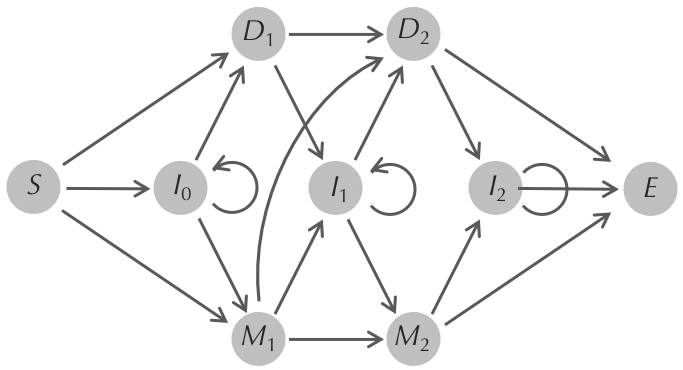 D₁ D₂
S I₀ I₁ I₂ E
M₁ M₂